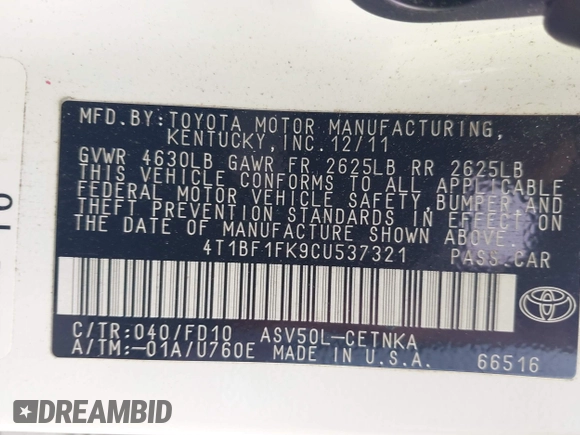 MFD.BY:TOYOTA MOTOR MANUFACTURING,
KENTUCKY, INC. 12/11
GVWR 4630LB GAWR FR 2625LB RR 2625LB
THIS VEHICLE CONFORMS TO ALL APPLICABLE
FEDERAL MOTOR VEHICLE SAFETY, BUMPER AND
THEFT PREVENTION STANDARDS IN EFFECT ON
THE DATE OF MANUFACTURE SHOWN ABOVE.
4T1BF1FK9CU537321 PASS.CAR
C/TR:040/FD10 ASV50L-CETNKA
A/TM:-01A/U760E MADE IN U.S.A. 66516
DREAMBID